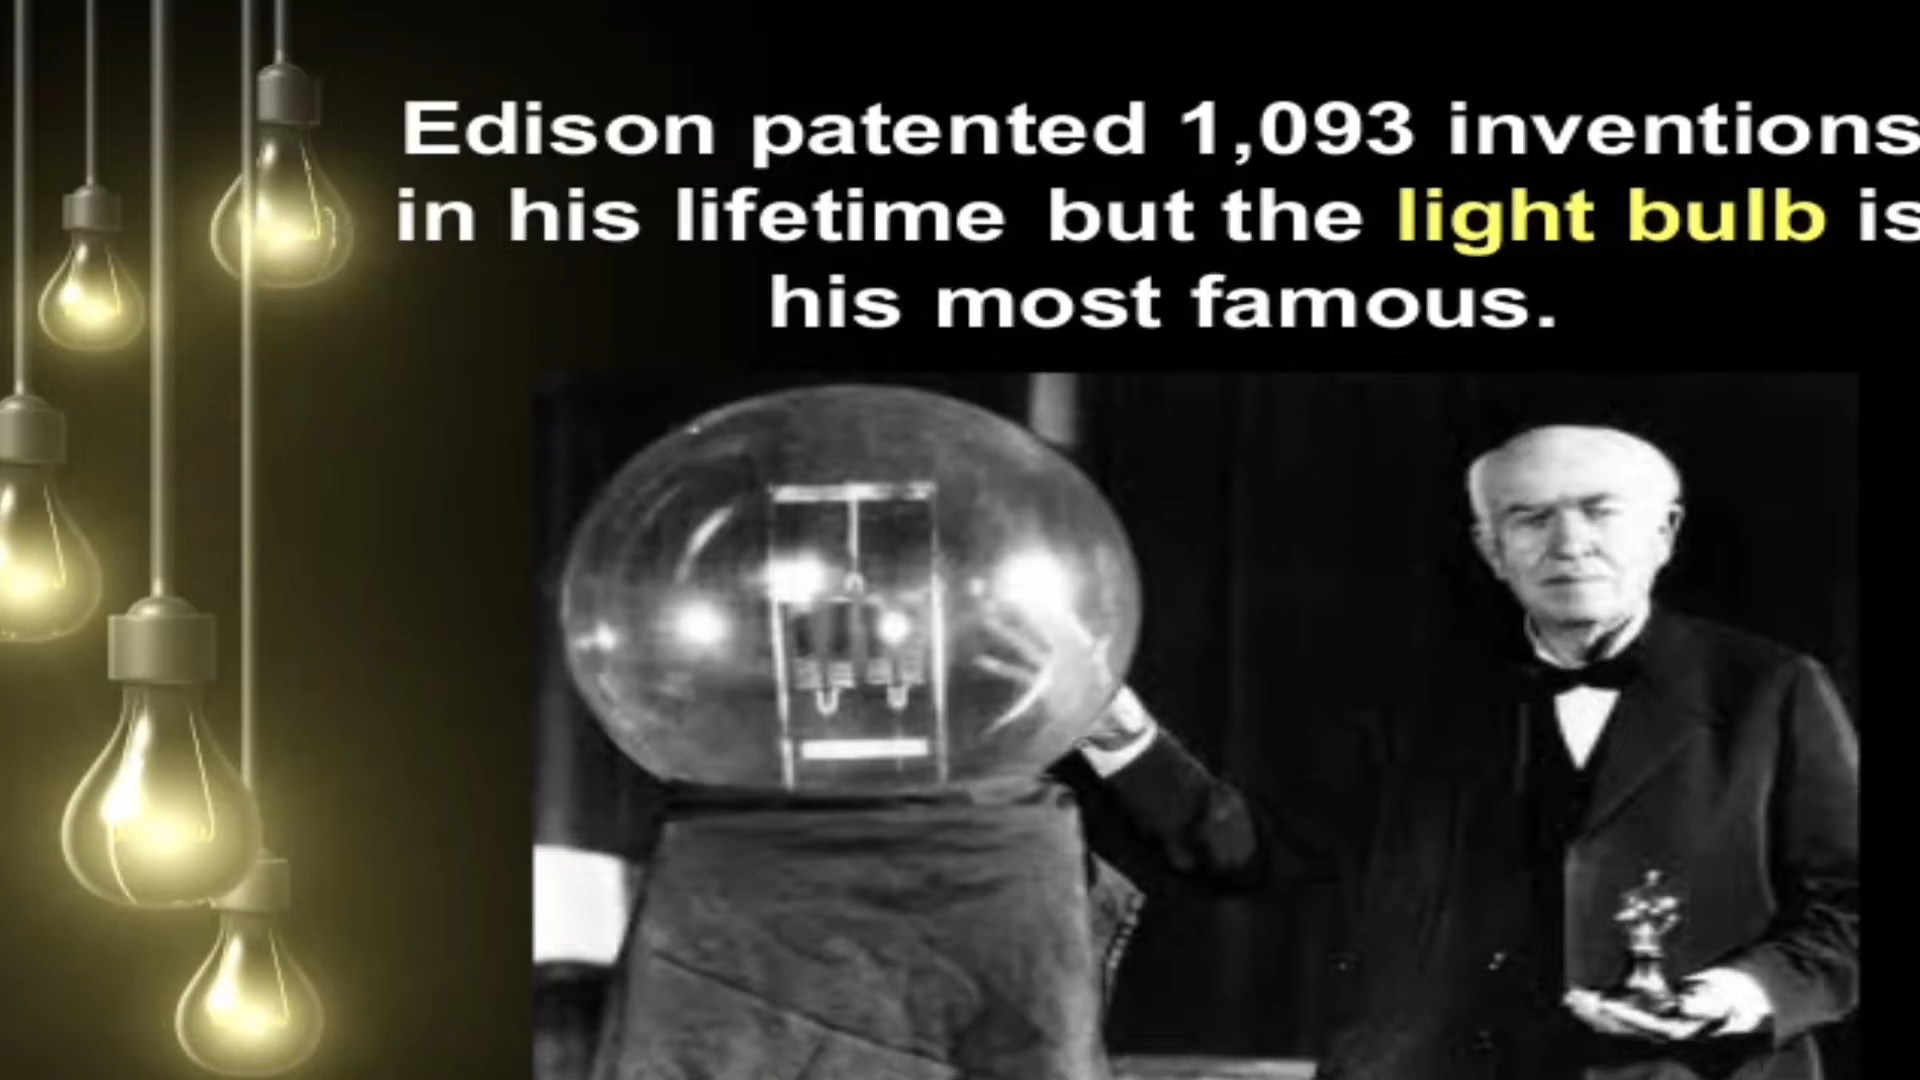 Edison patented 1,093 inventions
in his lifetime but the light bulb is
his most famous.